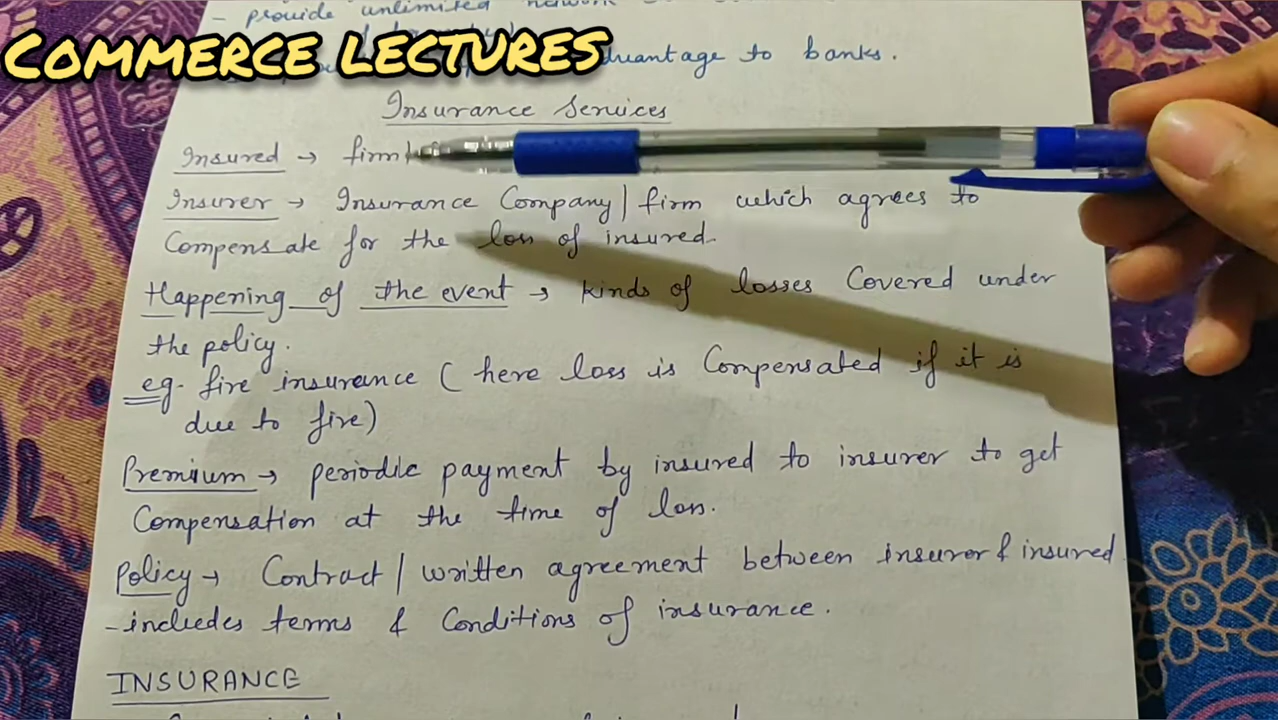 - provide unlimited network
COMMERCE LECTURES
to banks.
Insurance Services
Insured → firm
Insurer → Insurance Company/firm which agrees to
Compensate for the loss of insured.
Happening of the event → kinds of losses Covered under
the policy.
eg. fire insurance ( here loss is Compensated if it is
due to fire)
Premium → periodic payment by insured to insurer to get
Compensation at the time of loss.
Policy → Contract / written agreement between insurer & insured
- includes terms & Conditions of insurance.
INSURANCE